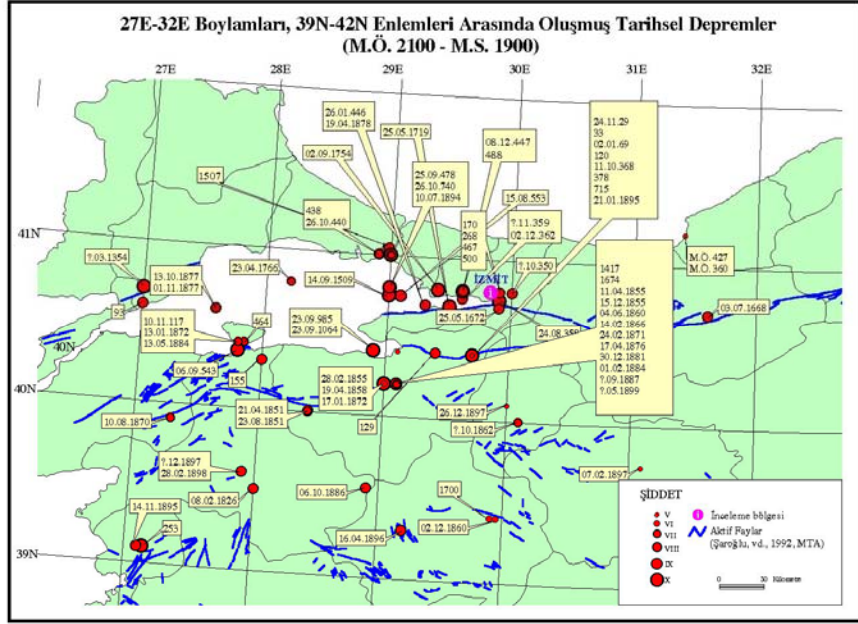 27E-32E Boylamları, 39N-42N Enlemleri Arasında Oluşmuş Tarihsel Depremler
(M.Ö. 2100 - M.S. 1900)
27E
28E
29E
30E
31E
32E
26.01.446
19.04.1878
25.05.1719
02.09.1754
08.12.447
488
24.11.29
33
02.01.69
120
11.10.368
378
715
21.01.1895
25.09.478
26.10.740
10.07.1894
1507
15.08.553
438
26.10.440
170
268
467
500
?.11.359
02.12.362
41N
41N
M.Ö. 427
M.Ö. 360
?.03.1354
13.10.1877
01.11.1877
23.04.1766
14.09.1509
İZMİT
i
?.10.350
1417
1674
11.04.1855
15.12.1855
04.06.1860
14.02.1866
24.02.1871
17.04.1876
30.12.1881
01.02.1884
?.09.1887
?.05.1899
93
25.05.1672
03.07.1668
10.11.117
13.01.1872
13.05.1884
464
23.09.985
23.09.1064
24.08.358
40N
40N
06.09.543
155
28.02.1855
19.04.1858
17.01.1872
40N
10.08.1870
21.04.1851
23.08.1851
129
26.12.1897
?.10.1862
?.12.1897
28.02.1898
07.02.1897
08.02.1826
06.10.1886
1700
14.11.1895
253
16.04.1896
02.12.1860
39N
39N
ŞİDDET
V
VI
VII
VIII
IX
X
i İnceleme bölgesi
Aktif Faylar
(Şaroğlu, vd., 1992, MTA)
0 50 Kilometre